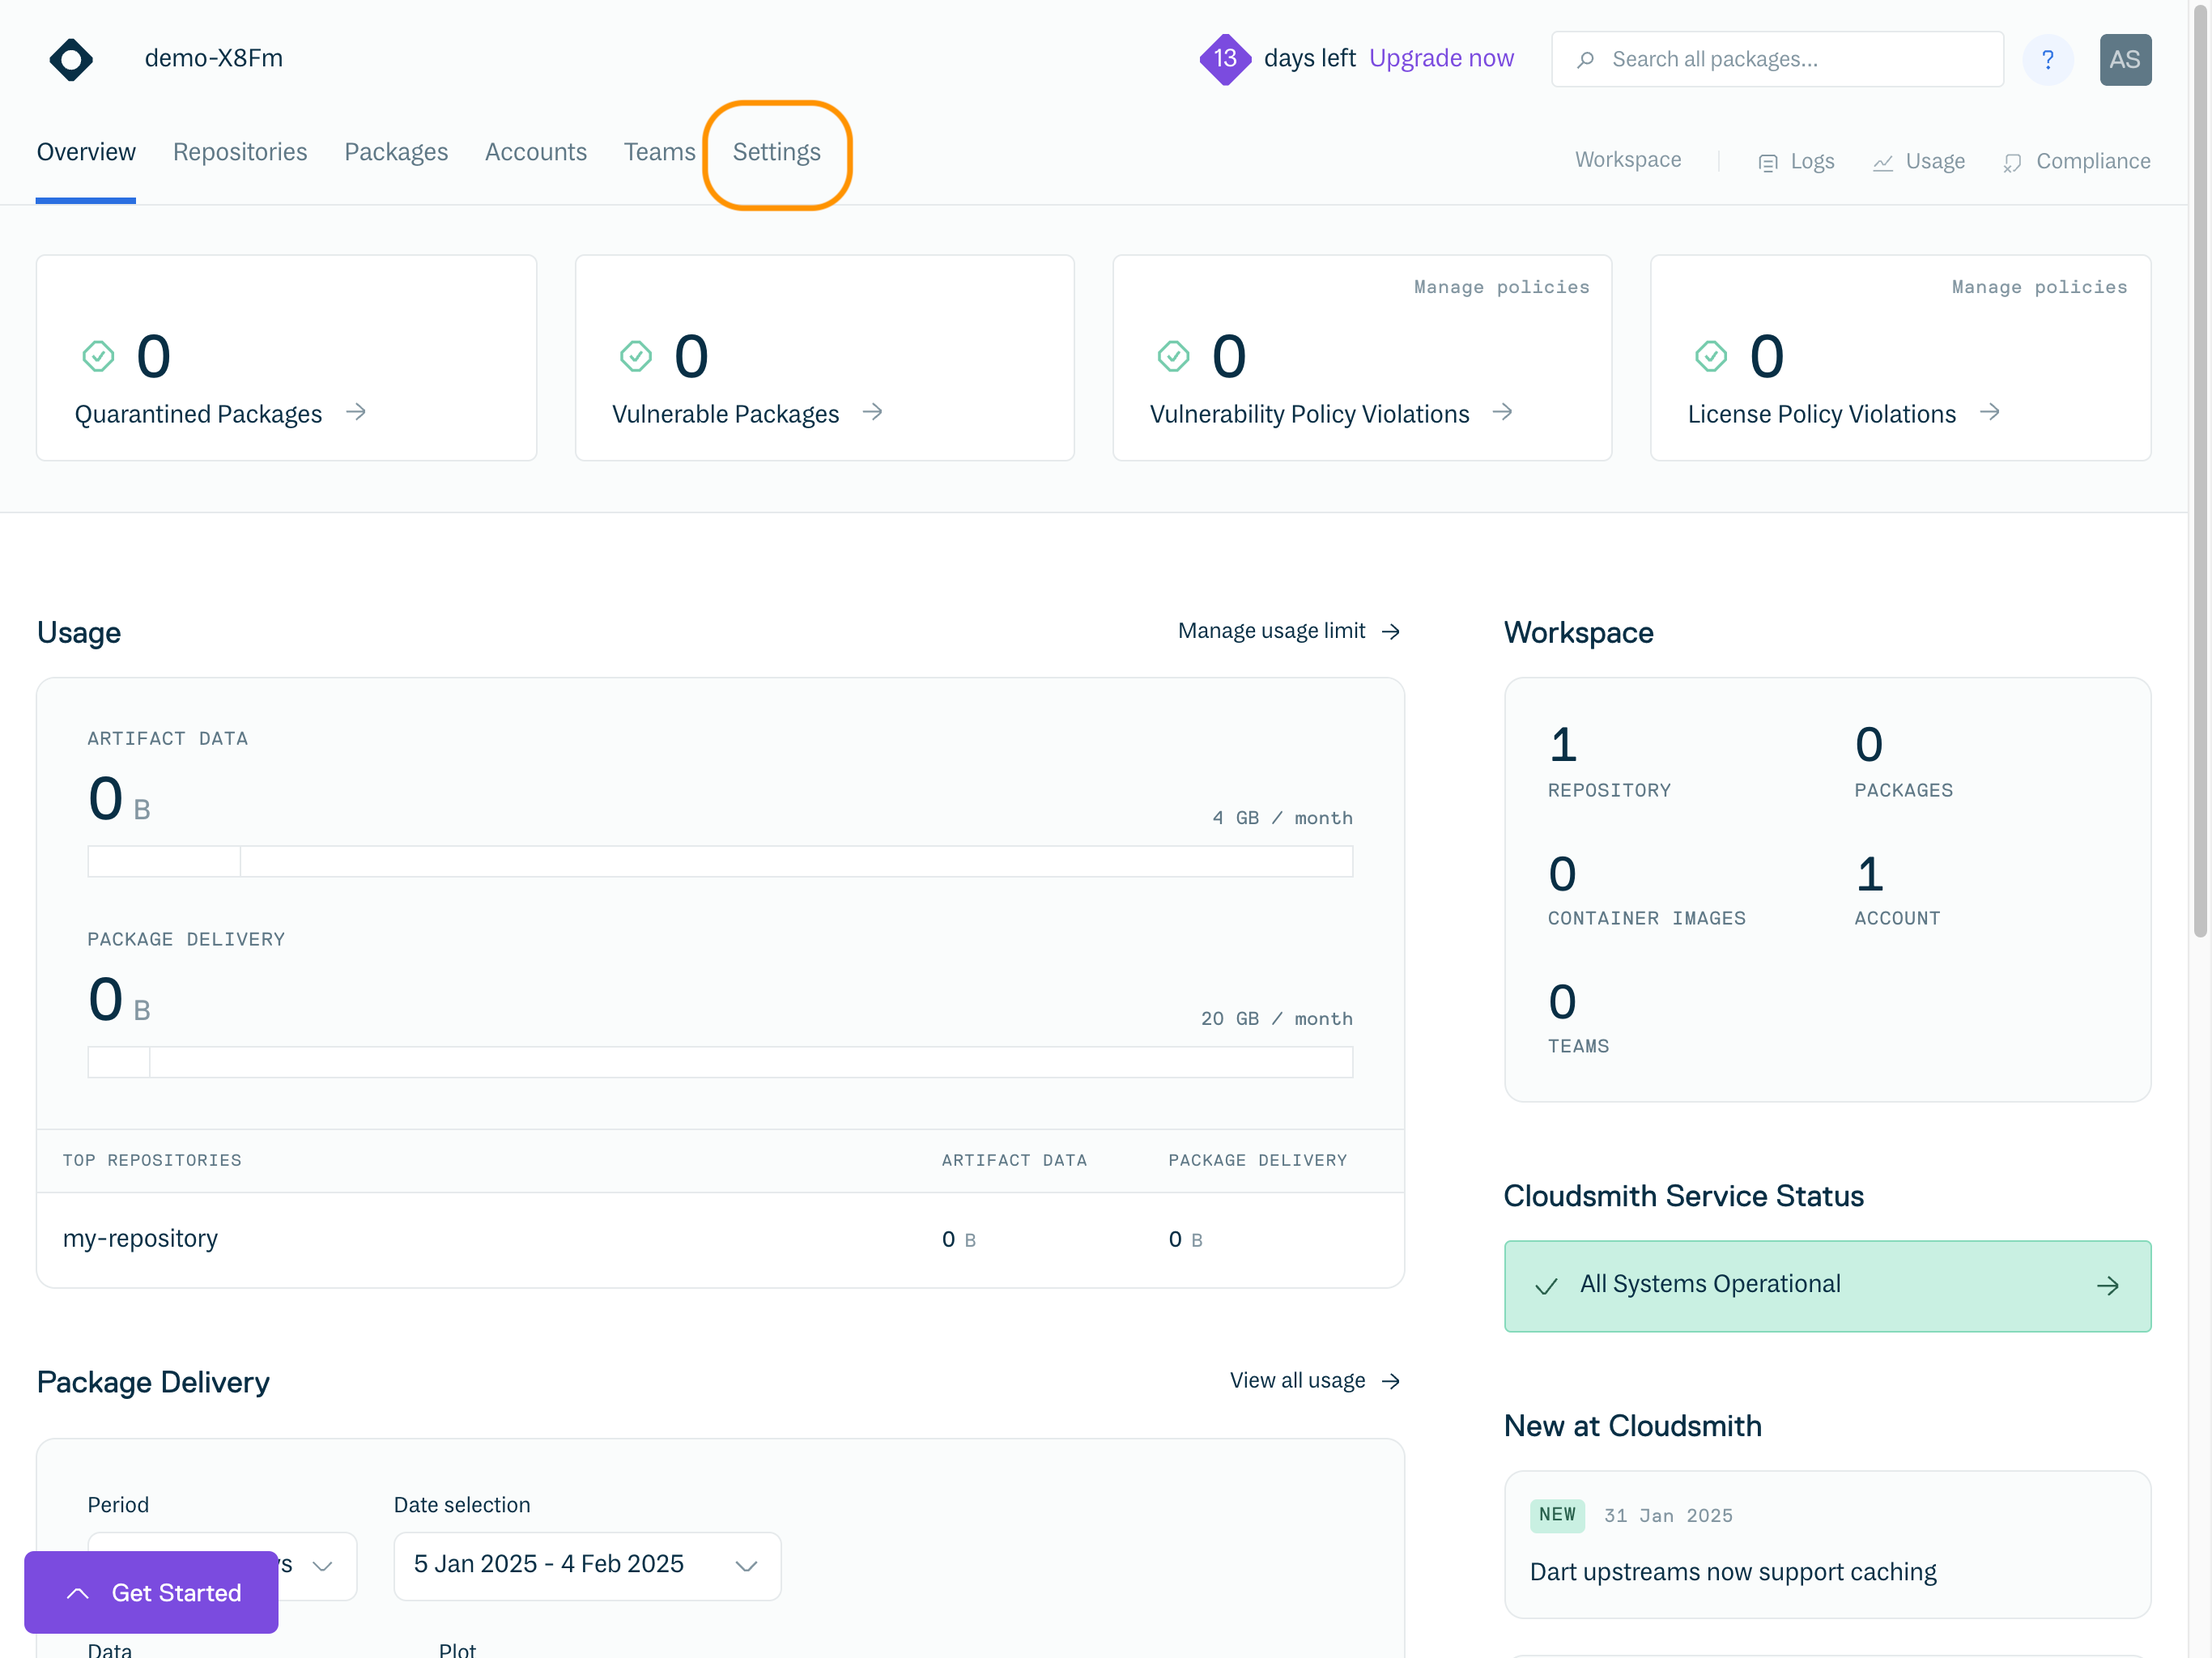 demo-X8Fm
13 days left Upgrade now
Search all packages...
?
AS
Overview Repositories Packages Accounts Teams Settings
Workspace Logs Usage Compliance
0
Quarantined Packages
0
Vulnerable Packages
Manage policies
0
Vulnerability Policy Violations
Manage policies
0
License Policy Violations
Usage
Manage usage limit
ARTIFACT DATA
0 B
4 GB / month
PACKAGE DELIVERY
0 B
20 GB / month
TOP REPOSITORIES ARTIFACT DATA PACKAGE DELIVERY
my-repository 0 B 0 B
Workspace
1
REPOSITORY
0
PACKAGES
0
CONTAINER IMAGES
1
ACCOUNT
0
TEAMS
Cloudsmith Service Status
All Systems Operational
Package Delivery
View all usage
Period
Date selection
5 Jan 2025 - 4 Feb 2025
Get Started
Data
Plot
New at Cloudsmith
NEW 31 Jan 2025
Dart upstreams now support caching